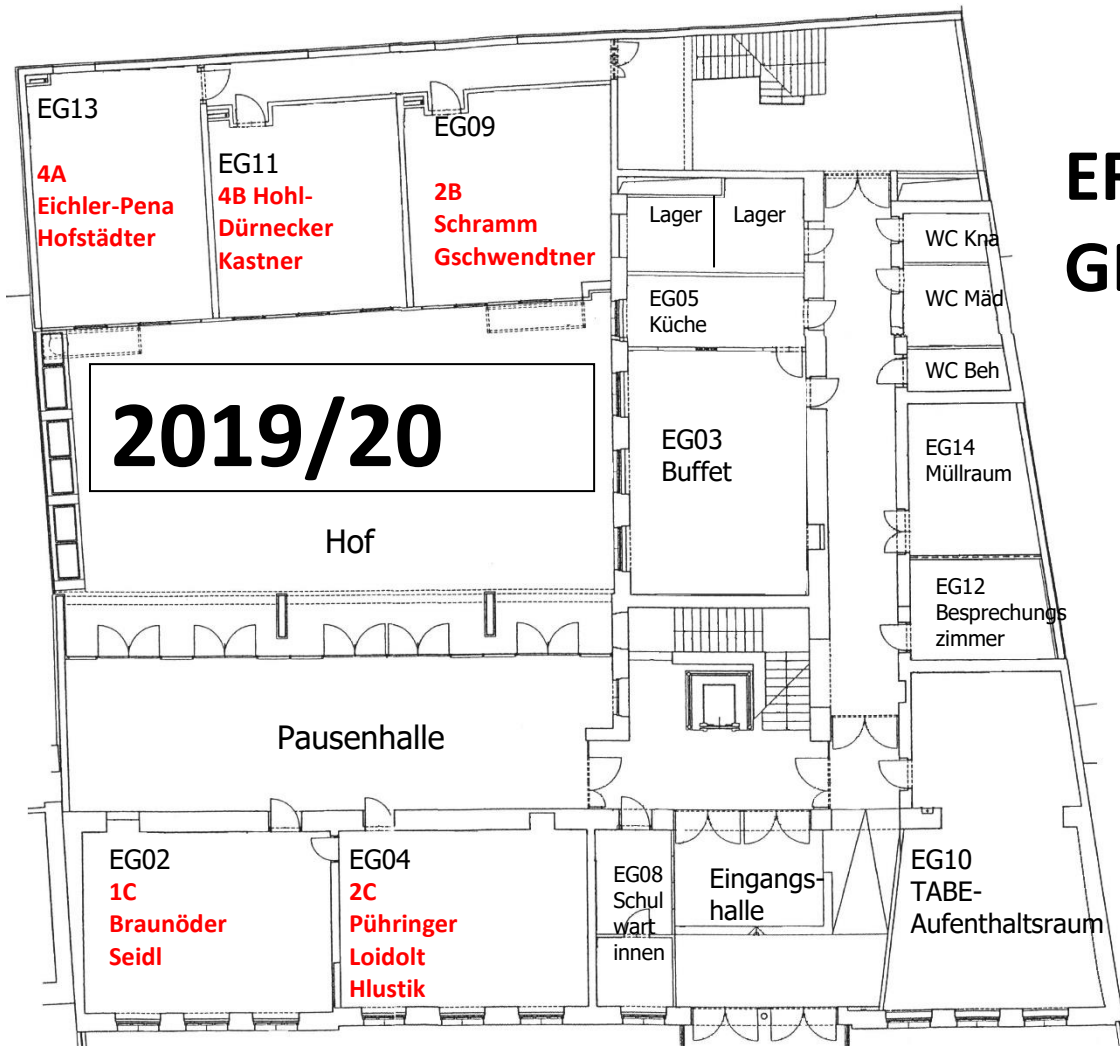 EG13
4A
Eichler-Pena
Hofstädter
EG11
4B Hohl-
Dürnecker
Kastner
EG09
2B
Schramm
Gschwendtner
Lager
Lager
EG05
Küche
WC Kna
WC Mäd
WC Beh
2019/20
Hof
EG03
Buffet
EG14
Müllraum
EG12
Besprechungs
zimmer
Pausenhalle
EG02
1C
Braunöder
Seidl
EG04
2C
Pühringer
Loidolt
Hlustik
EG08
Schul
wart
innen
Eingangs-
halle
EG10
TABE-
Aufenthaltsraum